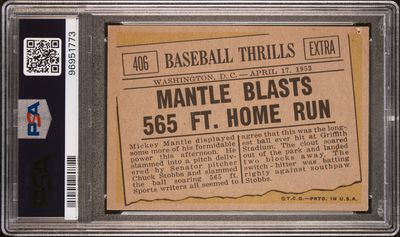 406
BASEBALL THRILLS
EXTRA
WASHINGTON, D.C.—APRIL 17, 1953
MANTLE BLASTS
565 FT. HOME RUN
Mickey Mantle displayed
some more of his formidable
power this afternoon. He
slammed into a pitch deliv-
ered by Senator pitcher
Chuck Stobbs and slammed
the ball soaring 565 ft.
Sports writers all seemed to
agree that this was the long-
est ball ever hit at Griffith
Stadium. The clout soared
out of the park and landed
two blocks away. The
switch-hitter was batting
righty against southpaw
Stobbs.
©T.C.G.—PRTD. IN U.S.A.
PSA
96951773